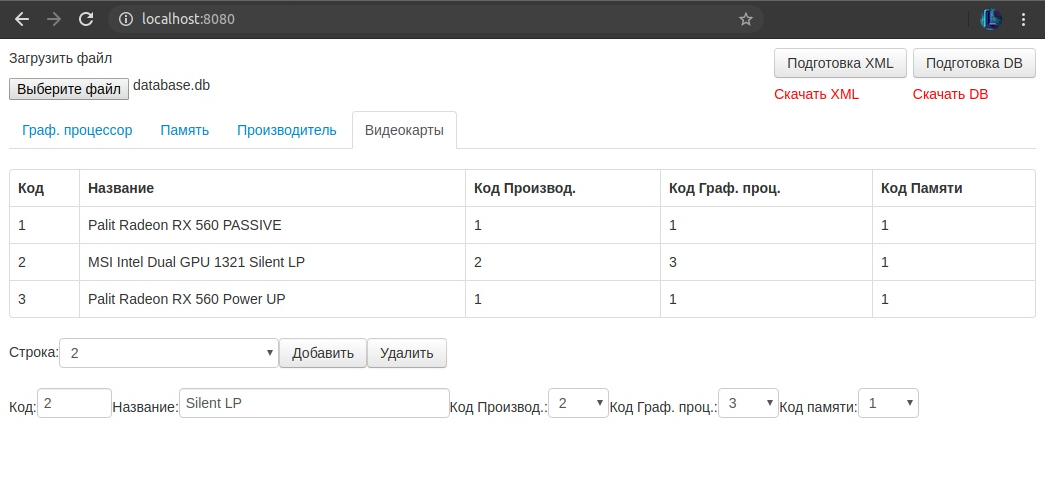 localhost:8080
Загрузить файл
Выберите файл database.db
Подготовка XML Подготовка DB
Скачать XML Скачать DB
Граф. процессор Память Производитель Видеокарты
Код Название Код Производ. Код Граф. проц. Код Памяти
1 Palit Radeon RX 560 PASSIVE 1 1 1
2 MSI Intel Dual GPU 1321 Silent LP 2 3 1
3 Palit Radeon RX 560 Power UP 1 1 1
Строка: 2 Добавить Удалить
Код: 2 Название: Silent LP Код Производ.: 2 Код Граф. проц.: 3 Код памяти: 1